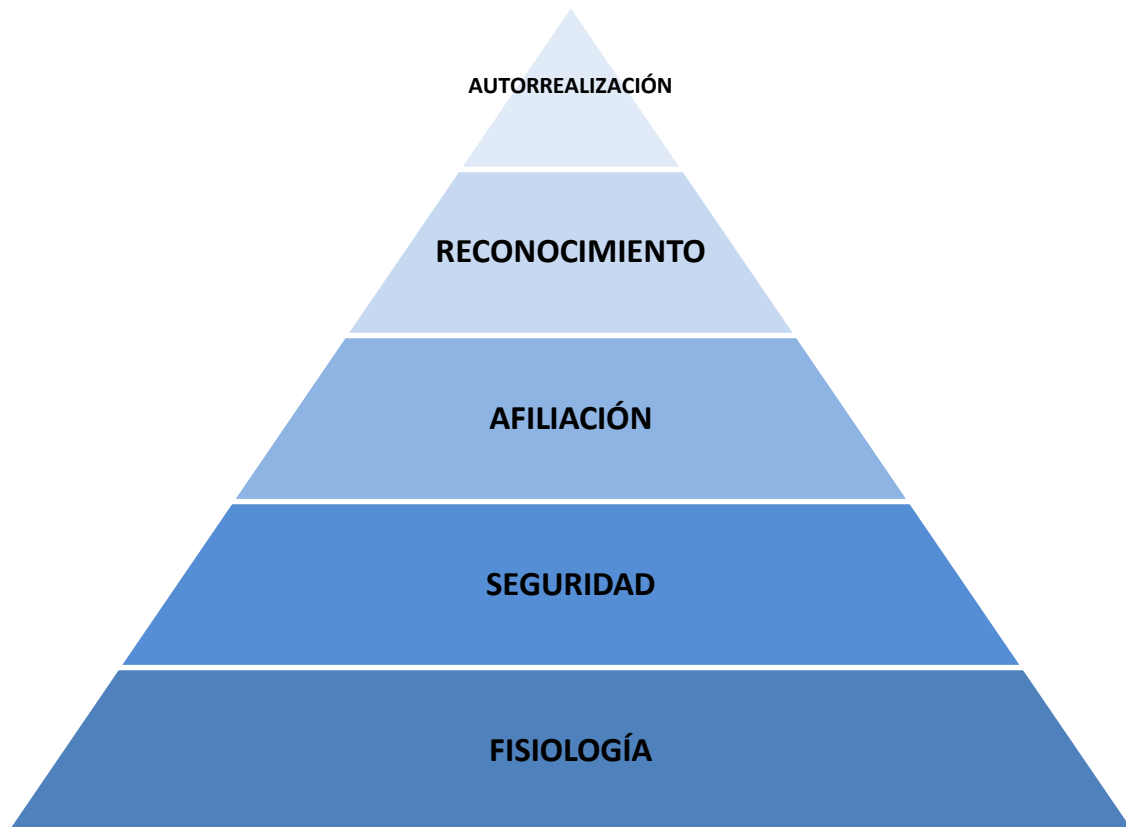 AUTORREALIZACIÓN
RECONOCIMIENTO
AFILIACIÓN
SEGURIDAD
FISIOLOGÍA